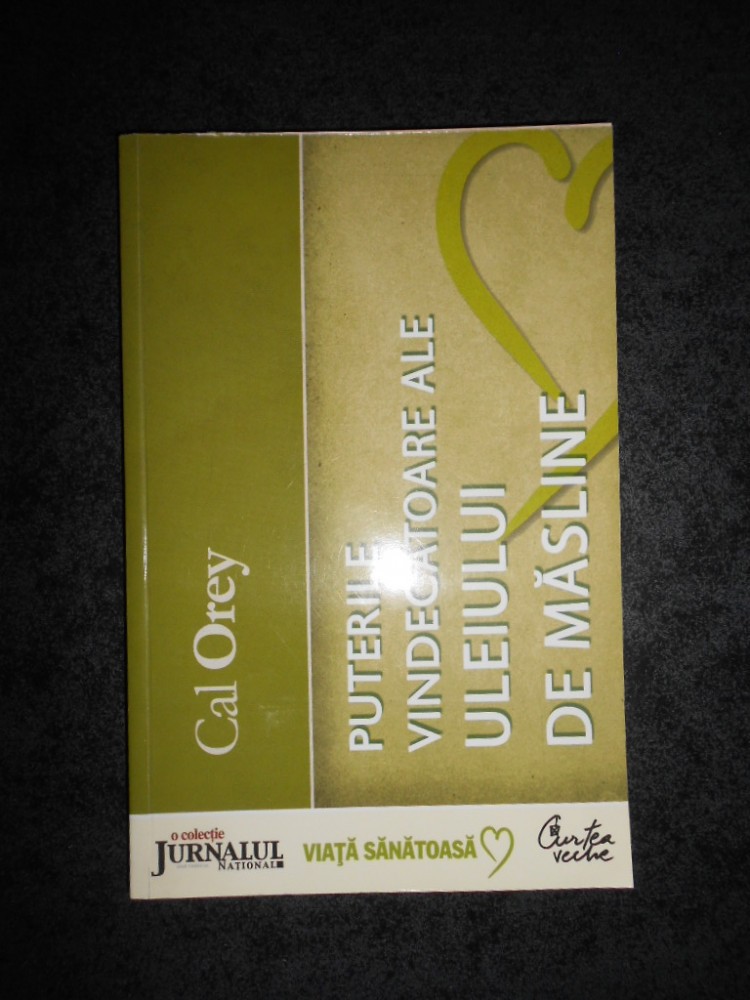 Cal Orey
PUTERILE
VINDECĂTOARE ALE
ULEIULUI
DE MĂSLINE
o colecție
JURNALUL
NAȚIONAL
VIAȚĂ SĂNĂTOASĂ
Curtea
veche